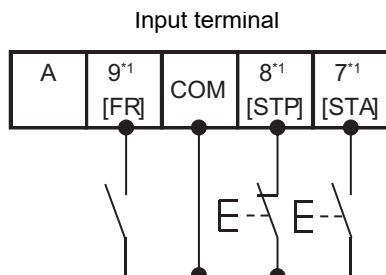 Input terminal
A 9*1 COM 8*1 7*1
[FR] [STP] [STA]